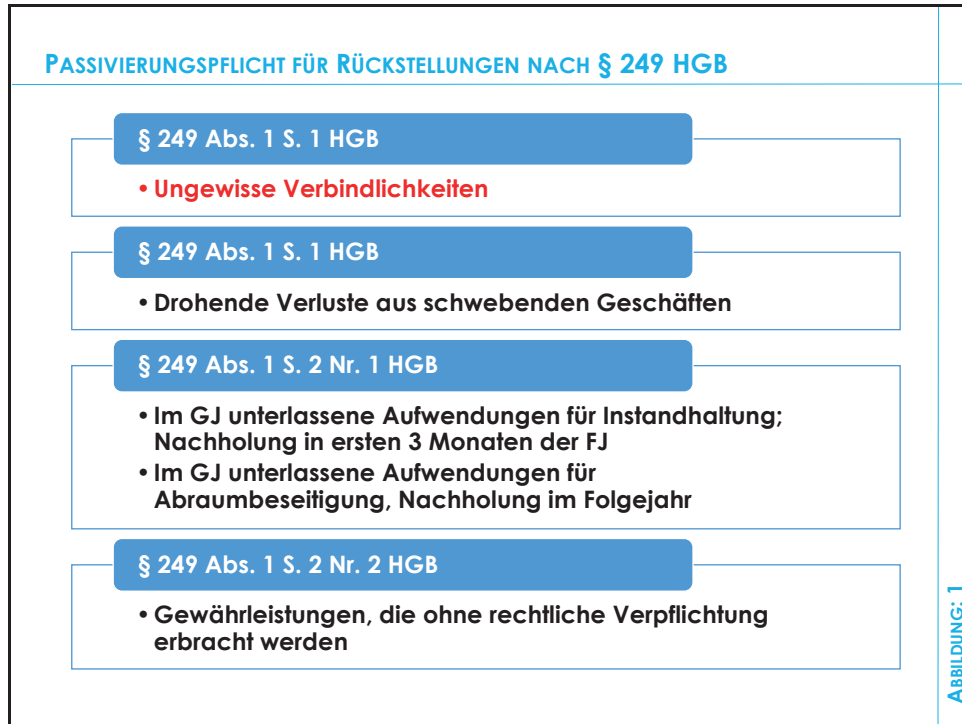 PASSIVIERUNGSPFLICHT FÜR RÜCKSTELLUNGEN NACH § 249 HGB
§ 249 Abs. 1 S. 1 HGB
• Ungewisse Verbindlichkeiten
§ 249 Abs. 1 S. 1 HGB
• Drohende Verluste aus schwebenden Geschäften
§ 249 Abs. 1 S. 2 Nr. 1 HGB
• Im GJ unterlassene Aufwendungen für Instandhaltung;
Nachholung in ersten 3 Monaten der FJ
• Im GJ unterlassene Aufwendungen für
Abraumbeseitigung, Nachholung im Folgejahr
§ 249 Abs. 1 S. 2 Nr. 2 HGB
• Gewährleistungen, die ohne rechtliche Verpflichtung
erbracht werden
ABBILDUNG: 1